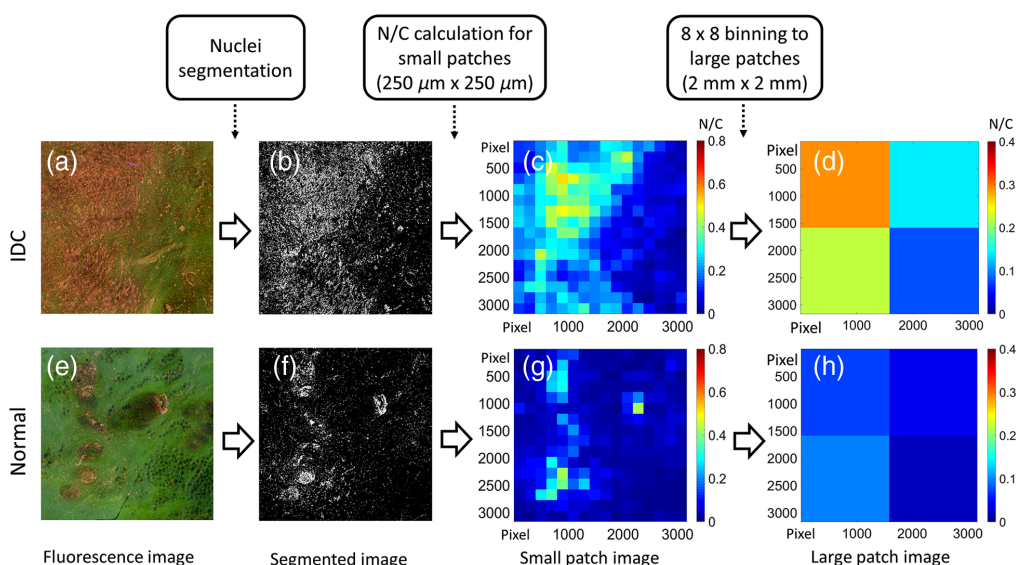 Nuclei
segmentation
N/C calculation for
small patches
(250 μm x 250 μm)
8 x 8 binning to
large patches
(2 mm x 2 mm)
IDC
(a)
(b)
(c)
Pixel
500
1000
1500
2000
2500
3000
Pixel
1000
2000
3000
N/C
0.8
0.6
0.4
0.2
0
(d)
Pixel
500
1000
1500
2000
2500
3000
Pixel
1000
2000
3000
N/C
0.4
0.3
0.2
0.1
0
Normal
(e)
(f)
(g)
Pixel
500
1000
1500
2000
2500
3000
Pixel
1000
2000
3000
0.8
0.6
0.4
0.2
0
(h)
Pixel
500
1000
1500
2000
2500
3000
Pixel
1000
2000
3000
0.4
0.3
0.2
0.1
0
Fluorescence image
Segmented image
Small patch image
Large patch image